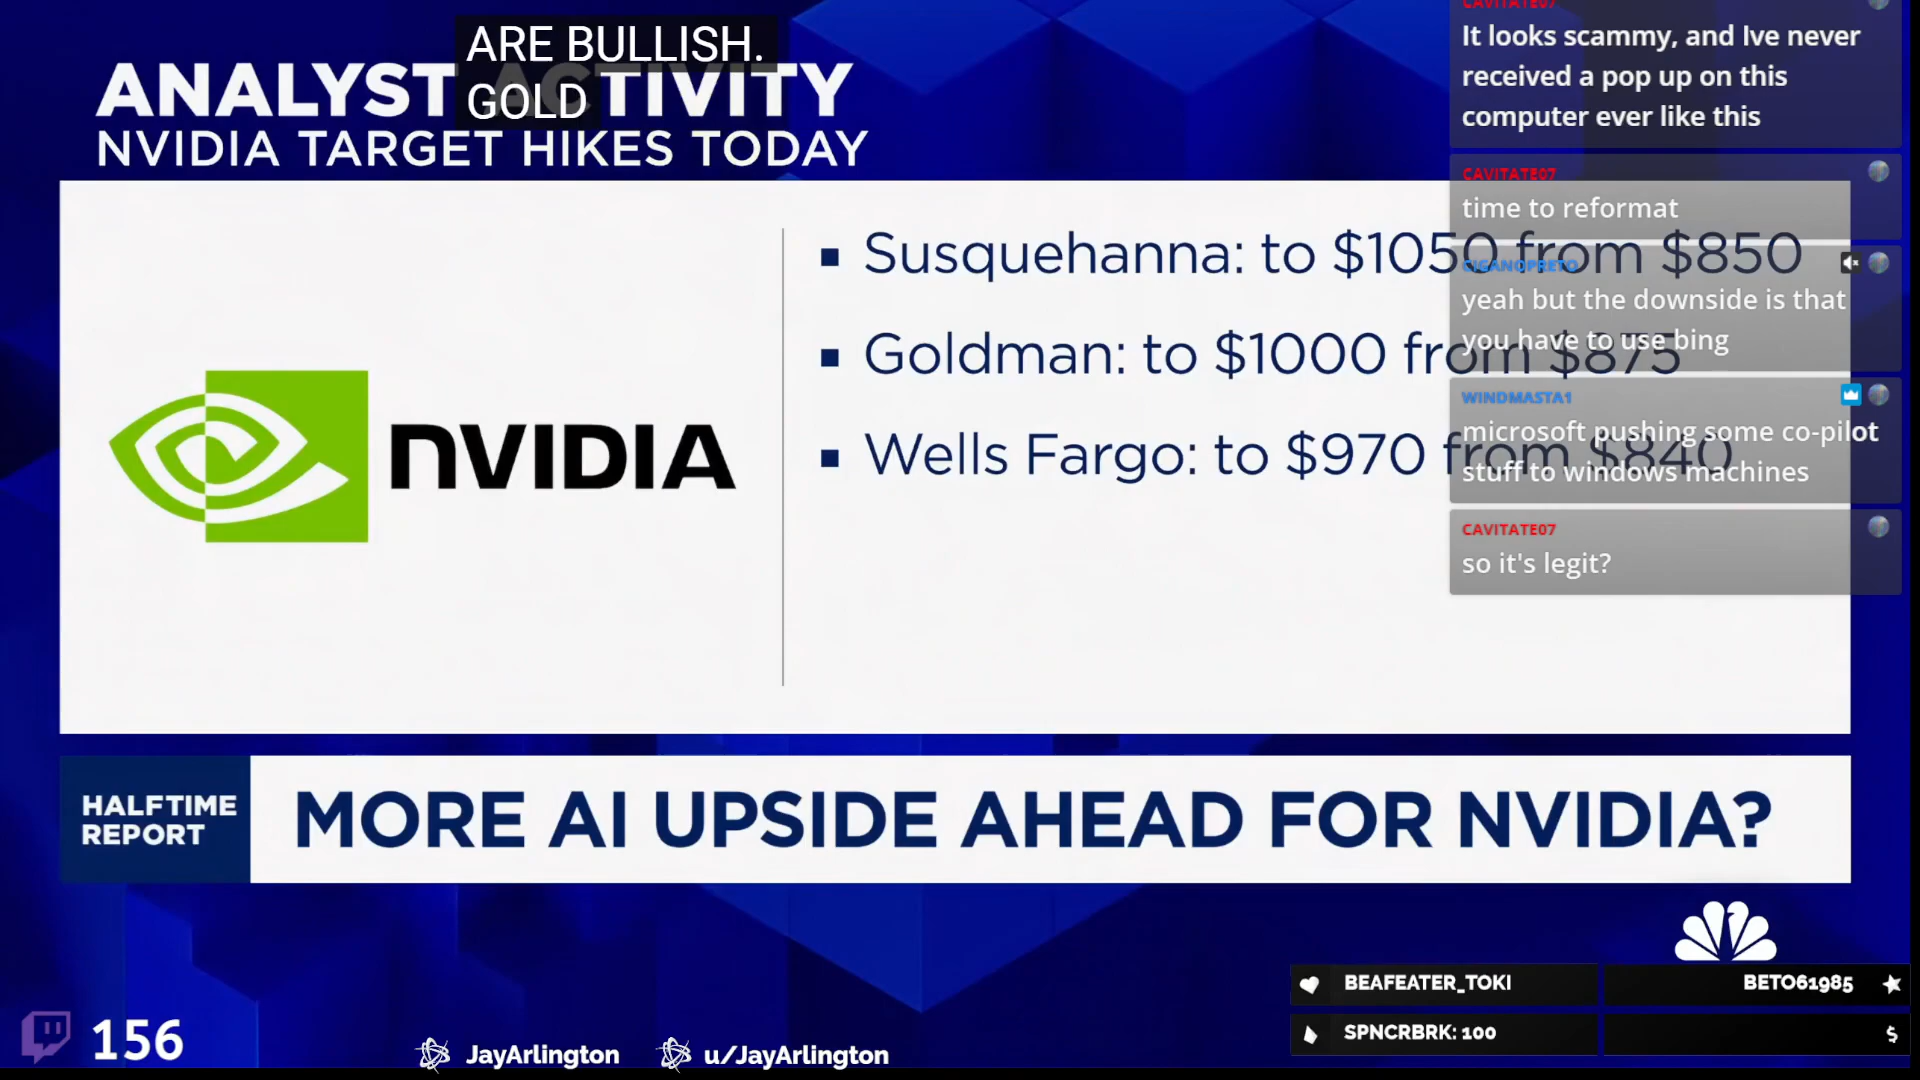 ARE BULLISH.
GOLD
ANALYST ACTIVITY
NVIDIA TARGET HIKES TODAY
nVIDIA
Susquehanna: to $1050 from $850
Goldman: to $1000 from $875
Wells Fargo: to $970 from $840
HALFTIME
REPORT
MORE AI UPSIDE AHEAD FOR NVIDIA?
CAVITATE07
It looks scammy, and Ive never
received a pop up on this
computer ever like this
CAVITATE07
time to reformat
CIGANOPRETO
yeah but the downside is that
you have to use bing
WINDMASTA1
microsoft pushing some co-pilot
stuff to windows machines
CAVITATE07
so it's legit?
BEAFEATER_TOKI
BETO61985
SPNCRBRK: 100
$
156
JayArlington
u/JayArlington